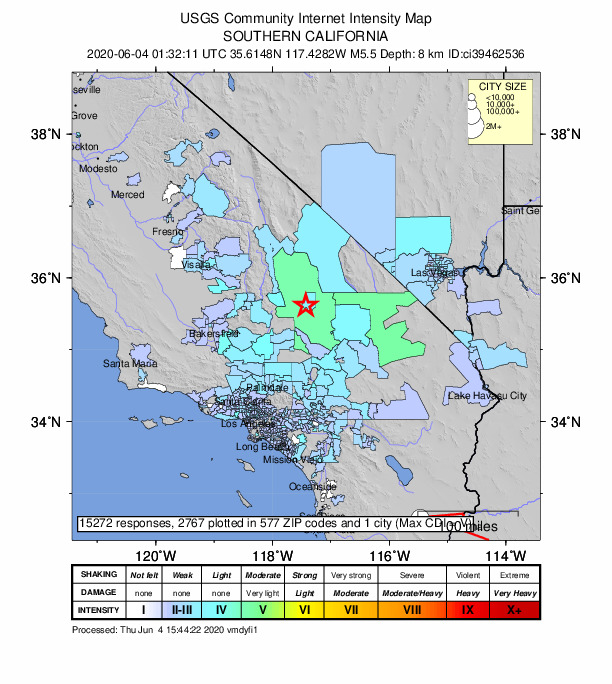 USGS Community Internet Intensity Map
SOUTHERN CALIFORNIA
2020-06-04 01:32:11 UTC 35.6148N 117.4282W M5.5 Depth: 8 km ID:ci39462536
CITY SIZE
<10,000
10,000+
100,000+
2M+
seville
Grove
ockton
Modesto
Merced
Fresno
Visalia
Bakersfield
Santa Maria
Palmdale
Santa Clarita
Los Angeles
Long Beach
Mission Viejo
Oceanside
San Diego
Las Vegas
Saint Ge
Lake Havasu City
38°N 38°N
36°N 36°N
34°N 34°N
15272 responses, 2767 plotted in 577 ZIP codes and 1 city (Max CDI = V)
100 miles
120°W 118°W 116°W 114°W
SHAKING Not felt Weak Light Moderate Strong Very strong Severe Violent Extreme
DAMAGE none none none Very light Light Moderate Moderate/Heavy Heavy Very Heavy
INTENSITY I II-III IV V VI VII VIII IX X+
Processed: Thu Jun 4 15:44:22 2020 vmdyfi1